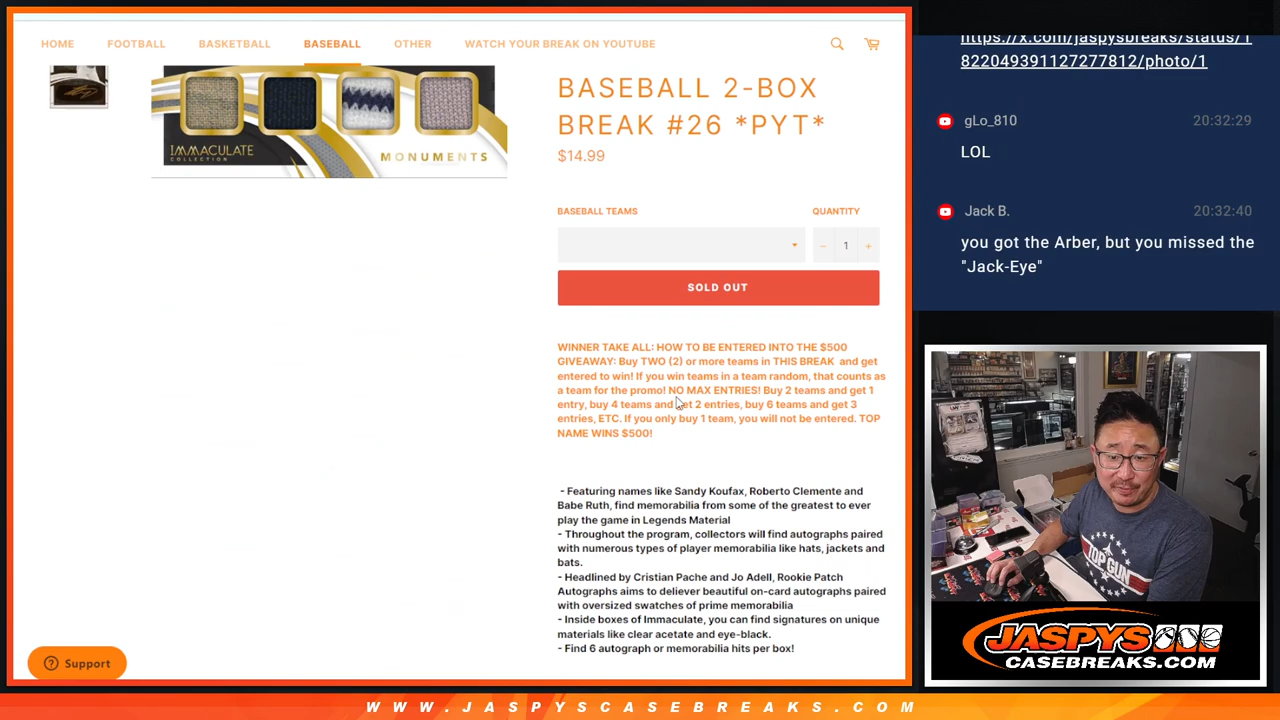 HOME FOOTBALL BASKETBALL BASEBALL OTHER WATCH YOUR BREAK ON YOUTUBE
IMMACULATE
COLLECTION
MONUMENTS
BASEBALL 2-BOX
BREAK #26 *PYT*
$14.99
BASEBALL TEAMS QUANTITY
− 1 +
SOLD OUT
WINNER TAKE ALL: HOW TO BE ENTERED INTO THE $500
GIVEAWAY: Buy TWO (2) or more teams in THIS BREAK and get
entered to win! If you win teams in a team random, that counts as
a team for the promo! NO MAX ENTRIES! Buy 2 teams and get 1
entry, buy 4 teams and get 2 entries, buy 6 teams and get 3
entries, ETC. If you only buy 1 team, you will not be entered. TOP
NAME WINS $500!
- Featuring names like Sandy Koufax, Roberto Clemente and
Babe Ruth, find memorabilia from some of the greatest to ever
play the game in Legends Material
- Throughout the program, collectors will find autographs paired
with numerous types of player memorabilia like hats, jackets and
bats.
- Headlined by Cristian Pache and Jo Adell, Rookie Patch
Autographs aims to deliever beautiful on-card autographs paired
with oversized swatches of prime memorabilia
- Inside boxes of Immaculate, you can find signatures on unique
materials like clear acetate and eye-black.
- Find 6 autograph or memorabilia hits per box!
Support
https://x.com/jaspysbreaks/status/1
822049391127277812/photo/1
gLo_810 20:32:29
LOL
Jack B. 20:32:40
you got the Arber, but you missed the
"Jack-Eye"
TOP GUN
JASPYS
CASEBREAKS.COM
WWW.JASPYSCASEBREAKS.COM